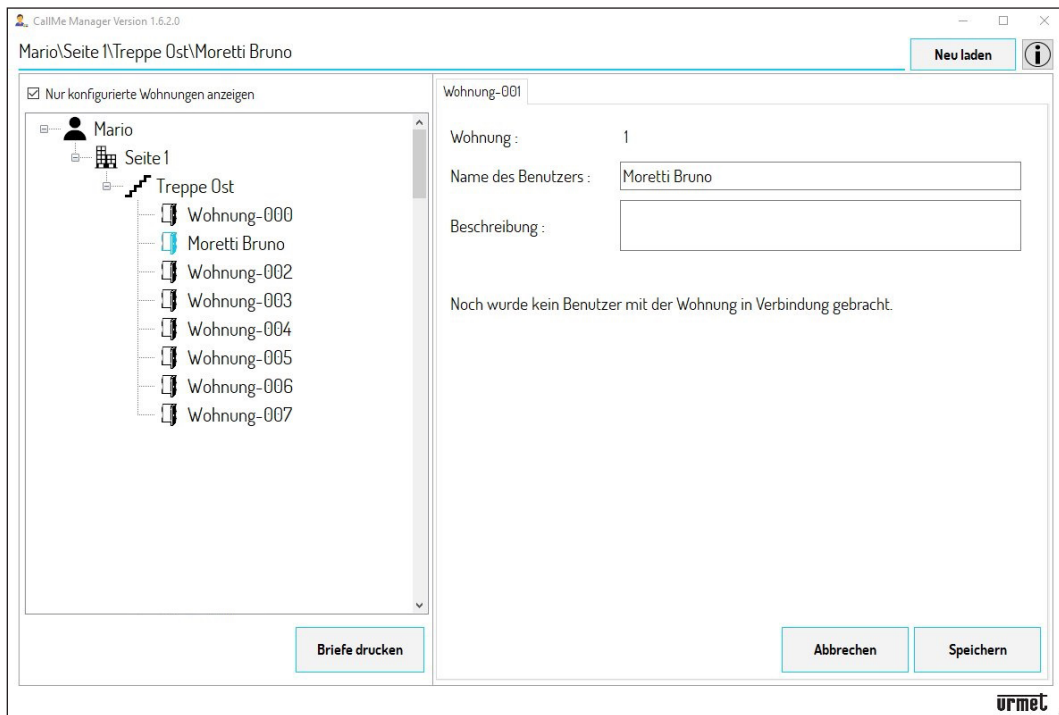 CallMe Manager Version 1.6.2.0
Mario\Seite 1\Treppe Ost\Moretti Bruno
Neu laden
Nur konfigurierte Wohnungen anzeigen
Mario
Seite 1
Treppe Ost
Wohnung-000
Moretti Bruno
Wohnung-002
Wohnung-003
Wohnung-004
Wohnung-005
Wohnung-006
Wohnung-007
Briefe drucken
Wohnung-001
Wohnung : 1
Name des Benutzers : Moretti Bruno
Beschreibung :
Noch wurde kein Benutzer mit der Wohnung in Verbindung gebracht.
Abbrechen
Speichern
urmet